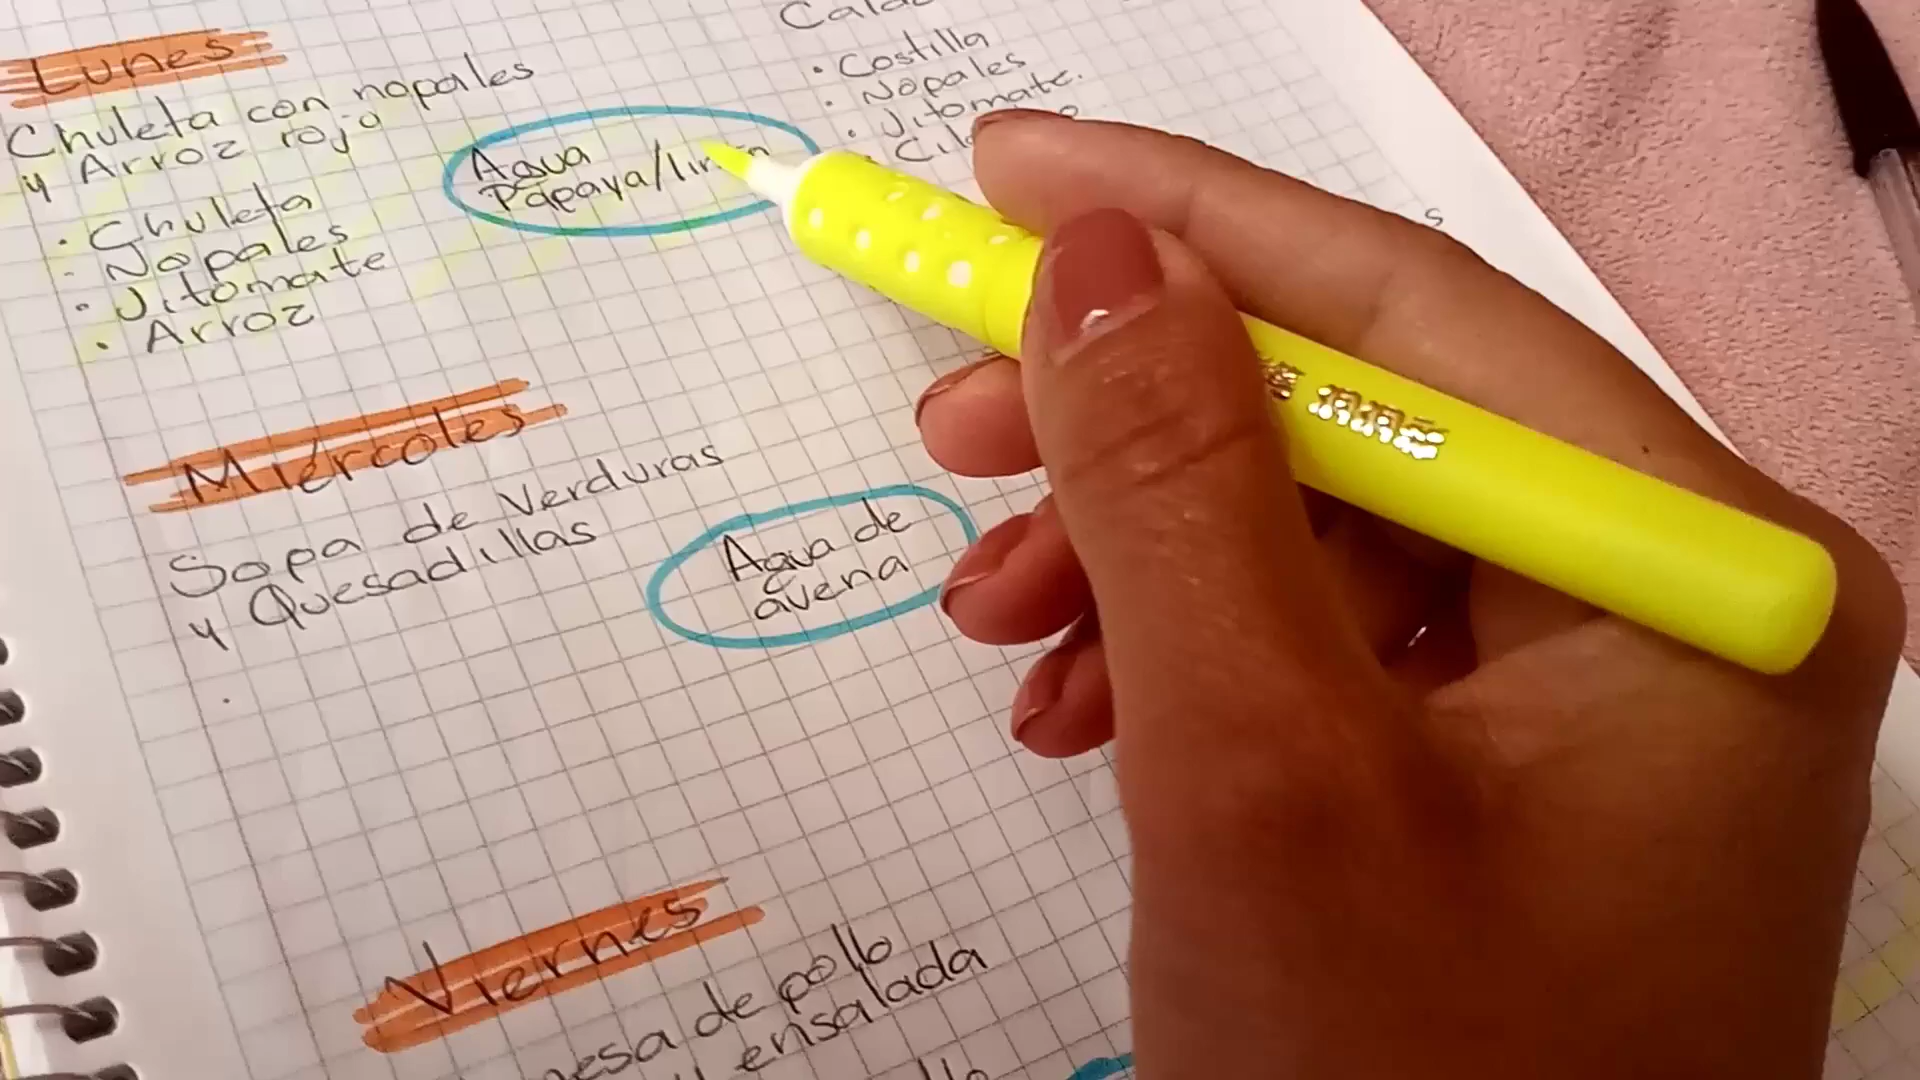 Lunes
Chuleta con nopales
y Arroz rojo
· Chuleta
· Nopales
· Jitomate
· Arroz
Agua
Papaya/
· Costilla
· Nopales
· Jitomate.
Miércoles
Sopa de Verduras
y Quesadillas
Agua de
avena
Viernes
de pollo
ensalada